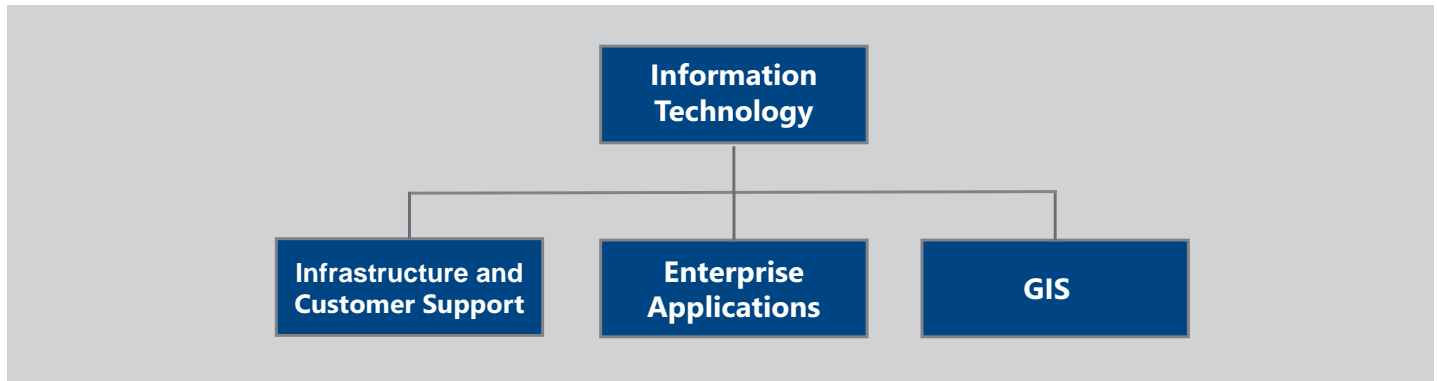 Information
Technology
Infrastructure and
Customer Support
Enterprise
Applications
GIS